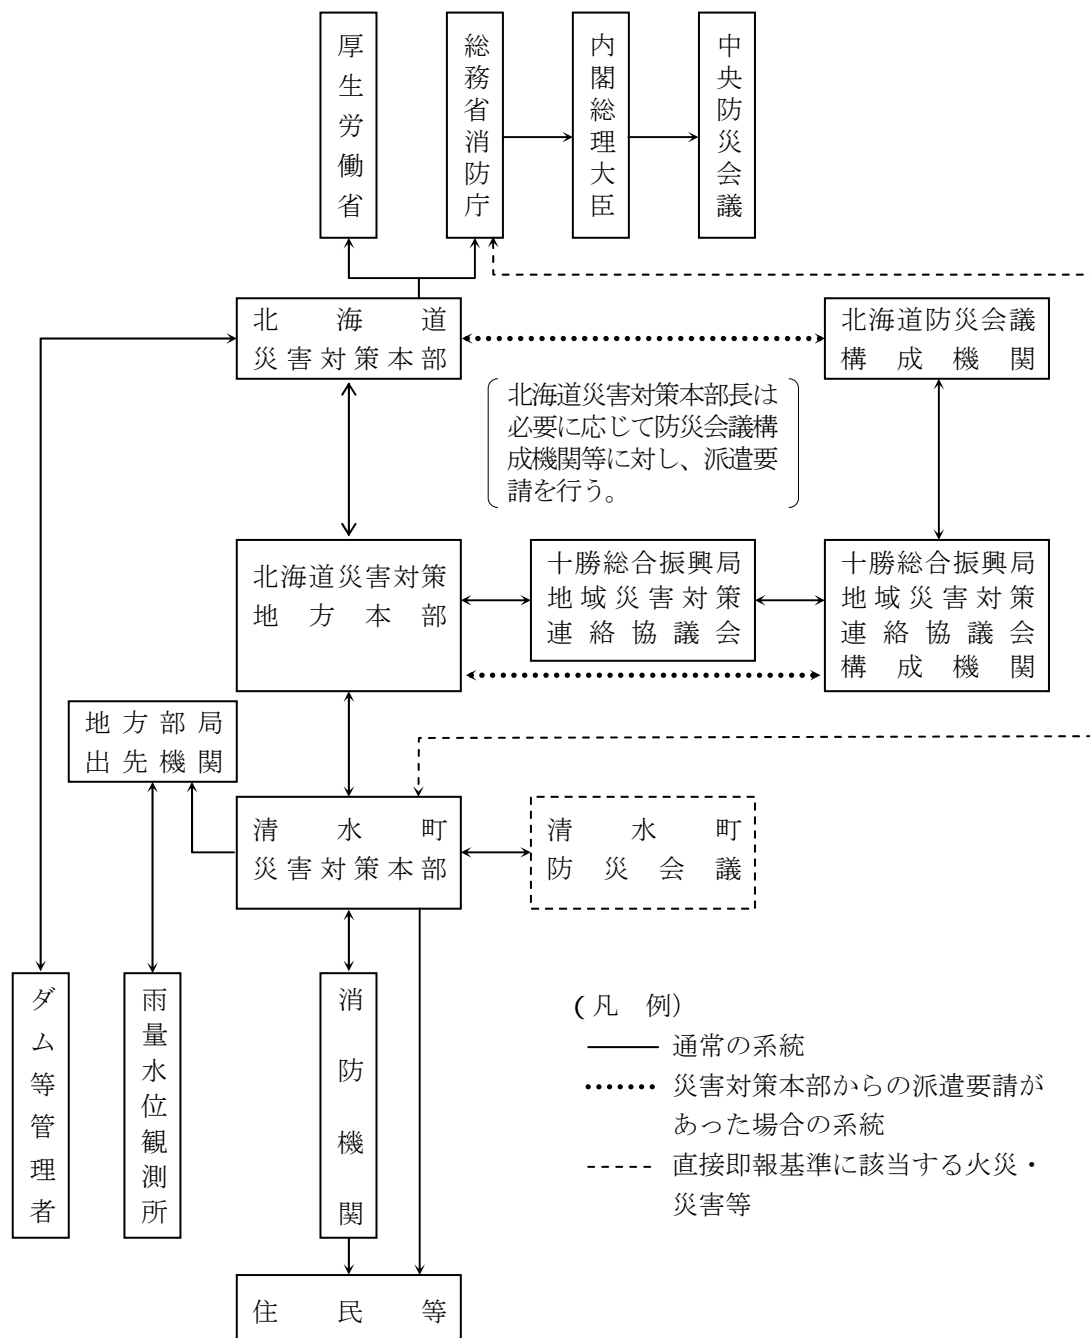 厚生労働省
総務省消防庁
内閣総理大臣
中央防災会議
北海道
災害対策本部
北海道防災会議
構成機関
北海道災害対策本部長は
必要に応じて防災会議構
成機関等に対し、派遣要
請を行う。
北海道災害対策
地方本部
十勝総合振興局
地域災害対策
連絡協議会
十勝総合振興局
地域災害対策
連絡協議会
構成機関
地方部局
出先機関
清水町
災害対策本部
清水町
防災会議
ダム等管理者
雨量水位観測所
消防機関
(凡 例)
通常の系統
災害対策本部からの派遣要請が
あった場合の系統
直接即報基準に該当する火災・
災害等
住民等